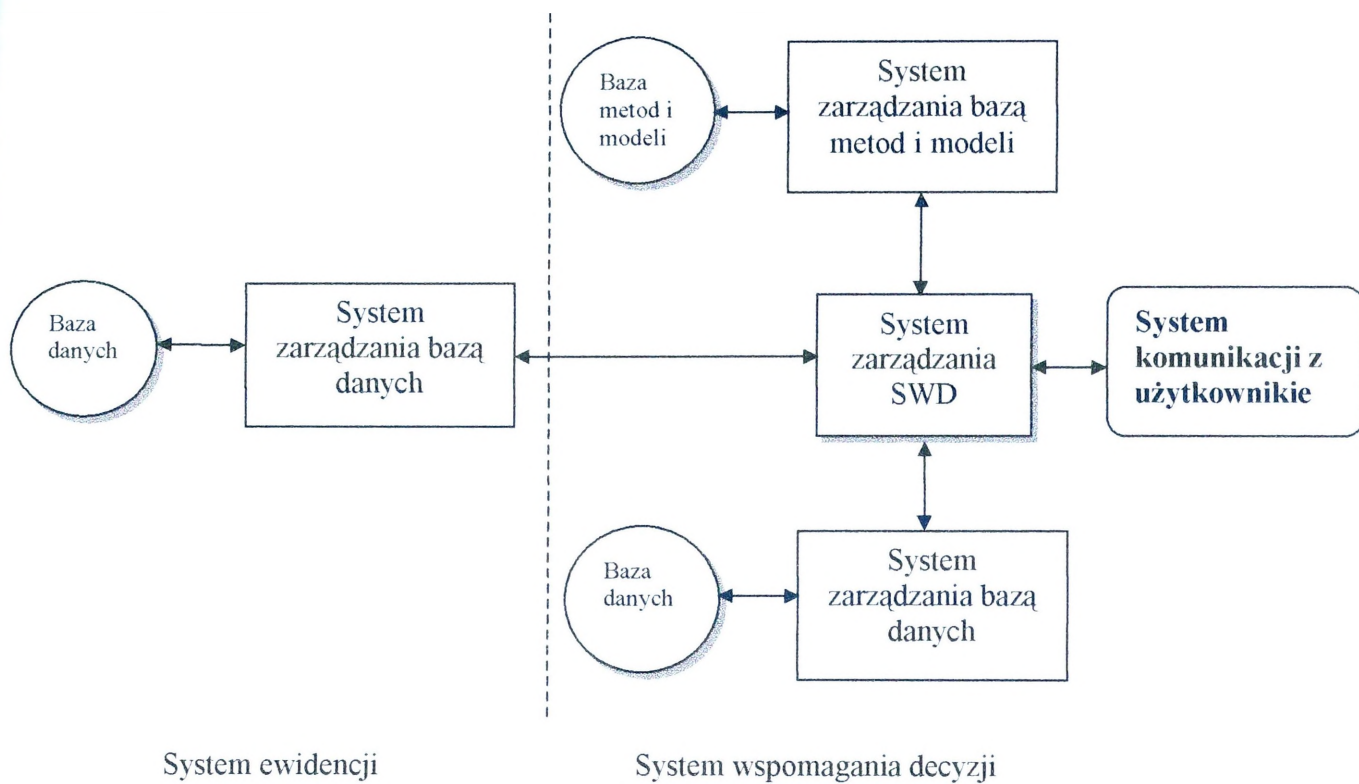 Baza
metod i
modeli
System
zarządzania bazą
metod i modeli
Baza
danych
System
zarządzania bazą
danych
System
zarządzania
SWD
System
komunikacji z
użytkownikie
Baza
danych
System
zarządzania bazą
danych
System ewidencji
System wspomagania decyzji